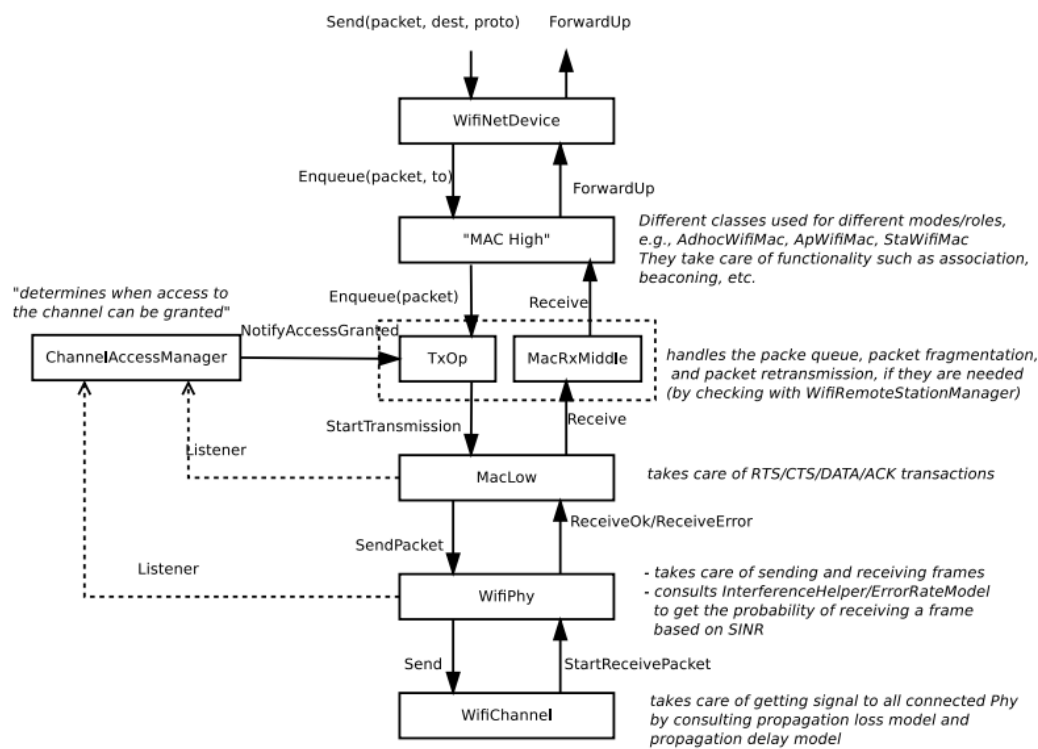 Send(packet, dest, proto)
ForwardUp
WifiNetDevice
Enqueue(packet, to)
ForwardUp
"MAC High"
Different classes used for different modes/roles,
e.g., AdhocWifiMac, ApWifiMac, StaWifiMac
They take care of functionality such as association,
beaconing, etc.
"determines when access to
the channel can be granted"
Enqueue(packet)
Receive
NotifyAccessGranted
ChannelAccessManager
TxOp
MacRxMiddle
handles the packe queue, packet fragmentation,
and packet retransmission, if they are needed
(by checking with WifiRemoteStationManager)
StartTransmission
Receive
Listener
MacLow
takes care of RTS/CTS/DATA/ACK transactions
ReceiveOk/ReceiveError
SendPacket
Listener
WifiPhy
- takes care of sending and receiving frames
- consults InterferenceHelper/ErrorRateModel
to get the probability of receiving a frame
based on SINR
Send
StartReceivePacket
WifiChannel
takes care of getting signal to all connected Phy
by consulting propagation loss model and
propagation delay model